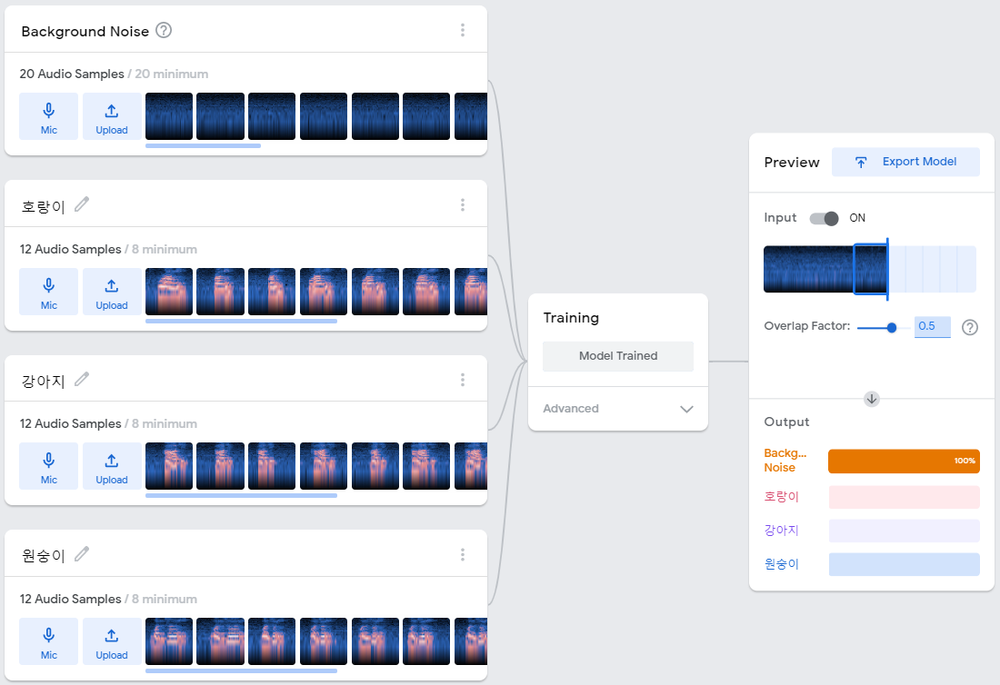 Background Noise
20 Audio Samples / 20 minimum
Mic
Upload
호랑이
12 Audio Samples / 8 minimum
Mic
Upload
강아지
12 Audio Samples / 8 minimum
Mic
Upload
원숭이
12 Audio Samples / 8 minimum
Mic
Upload
Training
Model Trained
Advanced
Preview
Export Model
Input
ON
Overlap Factor:
0.5
Output
Backg...
Noise
100%
호랑이
강아지
원숭이